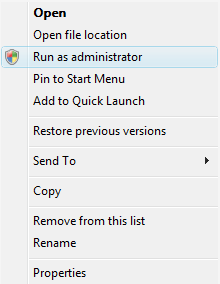 Open
Open file location
Run as administrator
Pin to Start Menu
Add to Quick Launch
Restore previous versions
Send To
Copy
Remove from this list
Rename
Properties